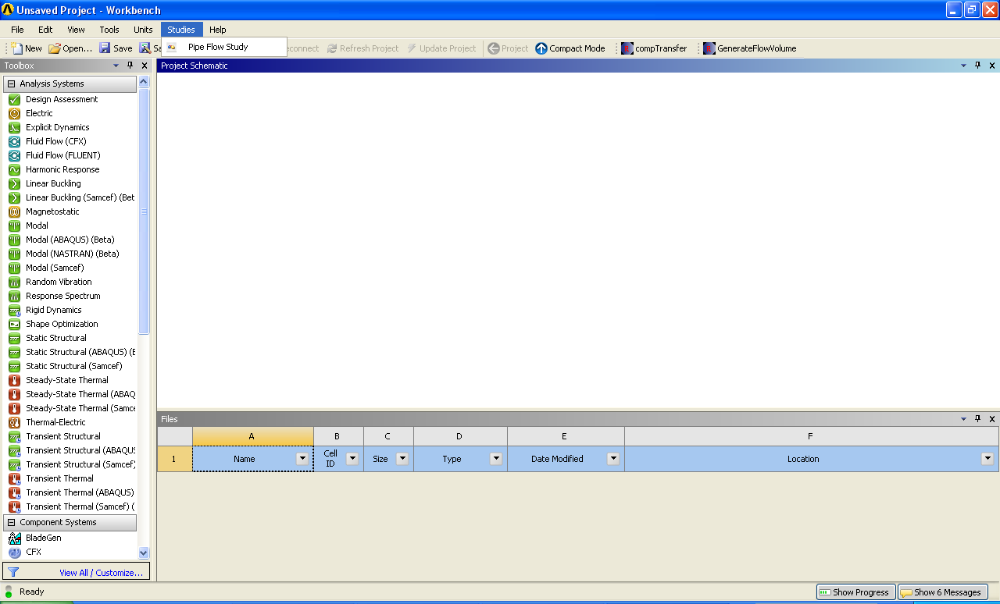 Unsaved Project - Workbench
File Edit View Tools Units Studies Help
Pipe Flow Study
New Open... Save Sa connect Refresh Project Update Project Project Compact Mode compTransfer GenerateFlowVolume
Toolbox
Project Schematic
Analysis Systems
Design Assessment
Electric
Explicit Dynamics
Fluid Flow (CFX)
Fluid Flow (FLUENT)
Harmonic Response
Linear Buckling
Linear Buckling (Samcef) (Bet
Magnetostatic
Modal
Modal (ABAQUS) (Beta)
Modal (NASTRAN) (Beta)
Modal (Samcef)
Random Vibration
Response Spectrum
Rigid Dynamics
Shape Optimization
Static Structural
Static Structural (ABAQUS) (B
Static Structural (Samcef)
Steady-State Thermal
Steady-State Thermal (ABAQ
Steady-State Thermal (Samce
Thermal-Electric
Transient Structural
Transient Structural (ABAQUS
Transient Structural (Samcef)
Transient Thermal
Transient Thermal (ABAQUS)
Transient Thermal (Samcef) (
Component Systems
BladeGen
CFX
View All / Customize...
Files
A B C D E F
1 Name Cell ID Size Type Date Modified Location
Ready
Show Progress Show 6 Messages